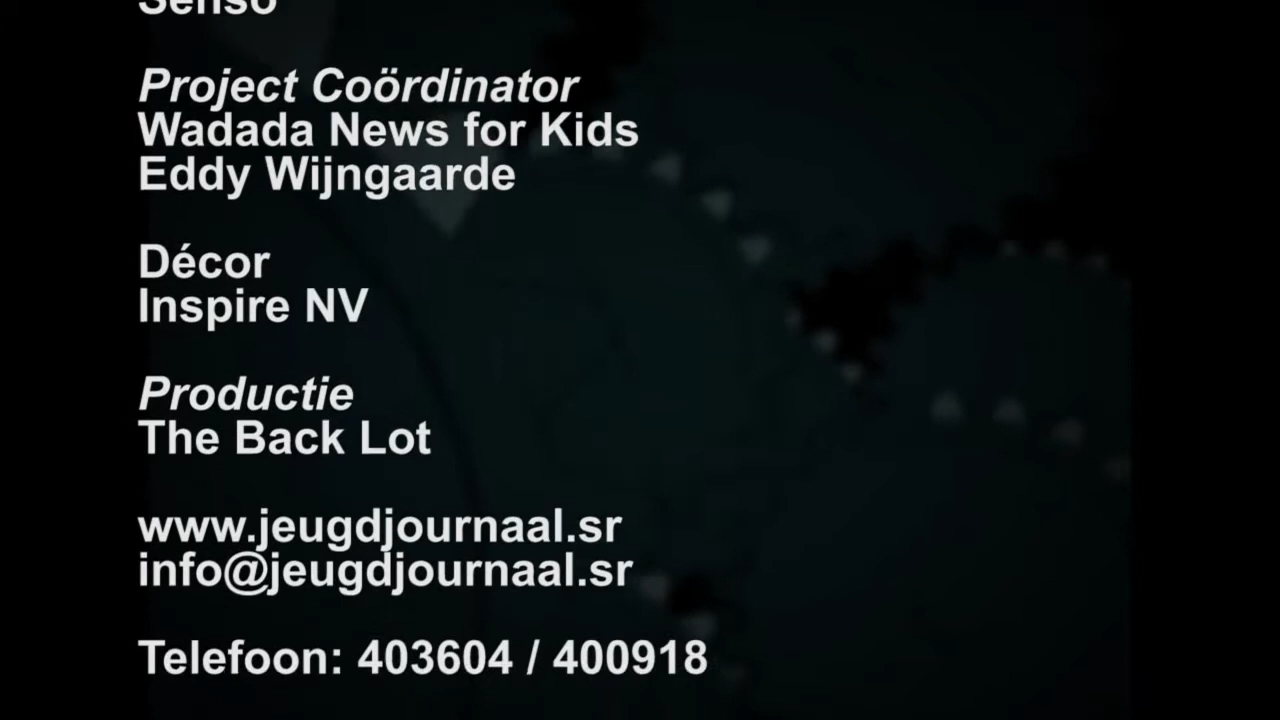 Senso
Project Coördinator
Wadada News for Kids
Eddy Wijngaarde
Décor
Inspire NV
Productie
The Back Lot
www.jeugdjournaal.sr
info@jeugdjournaal.sr
Telefoon: 403604 / 400918